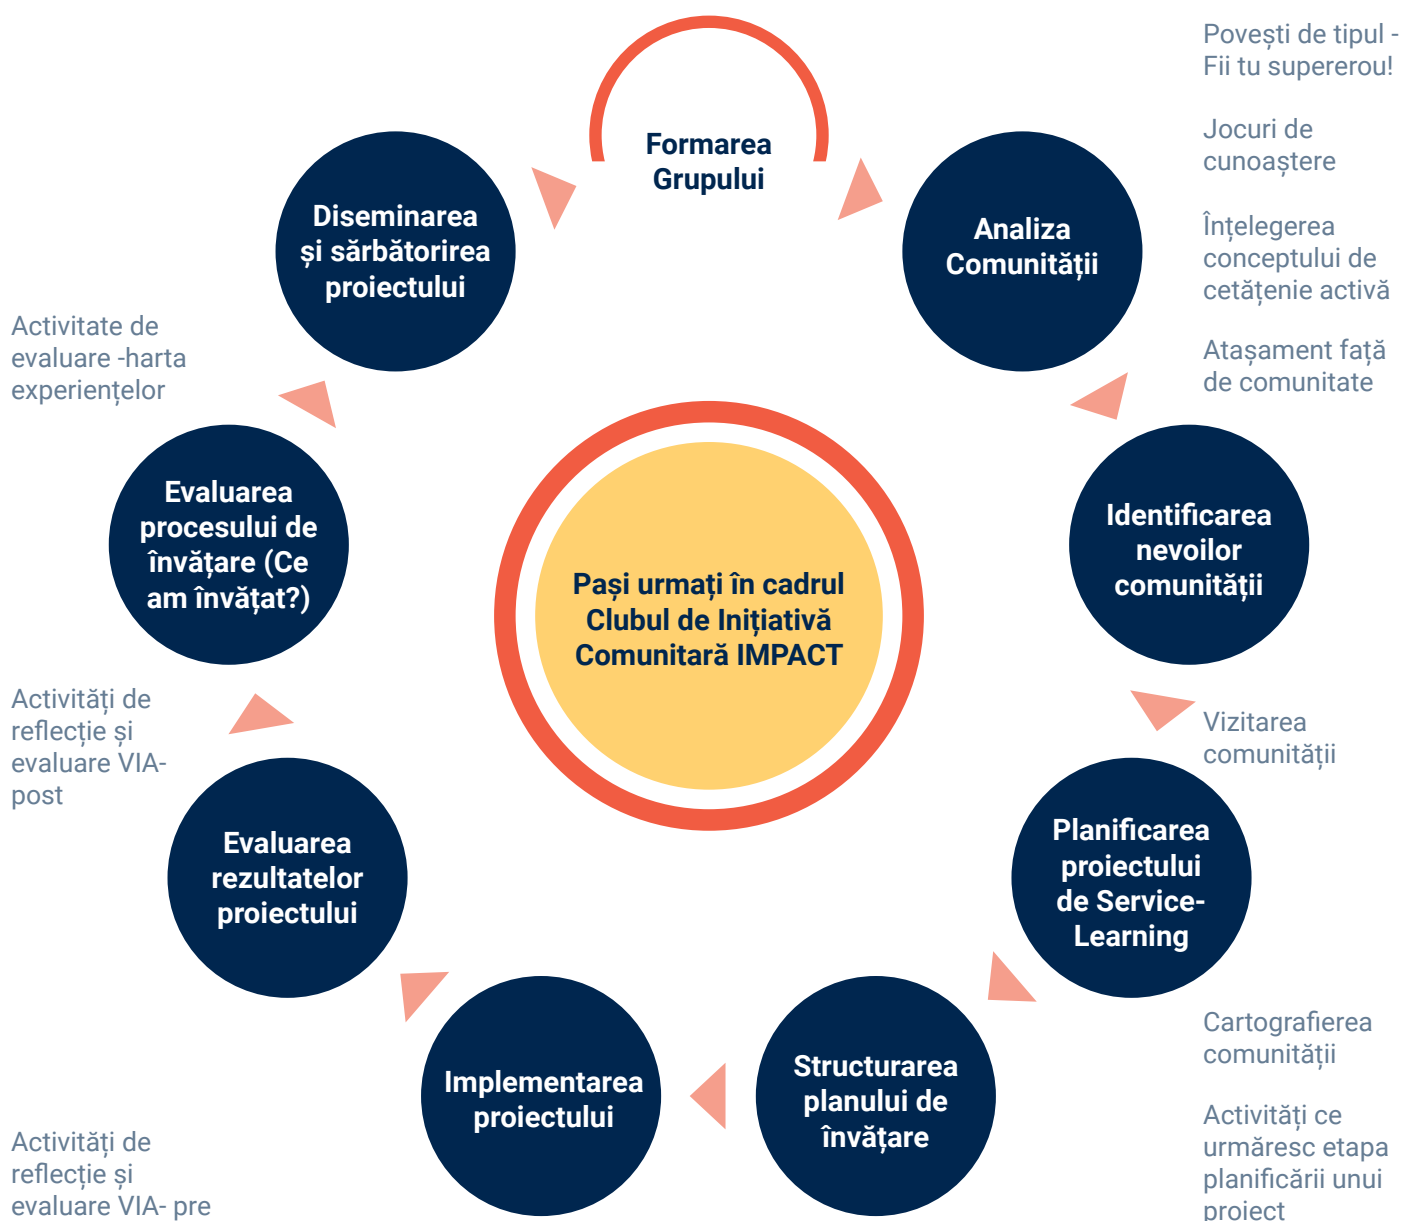 Formarea
Grupului
Povești de tipul -
Fii tu supererou!
Jocuri de
cunoaștere
Înțelegerea
conceptului de
cetățenie activă
Atașament față
de comunitate
Analiza
Comunității
Identificarea
nevoilor
comunității
Vizitarea
comunității
Planificarea
proiectului
de Service-
Learning
Cartografierea
comunității
Activități ce
urmăresc etapa
planificării unui
proiect
Structurarea
planului de
învățare
Implementarea
proiectului
Activități de
reflecție și
evaluare VIA- pre
Evaluarea
rezultatelor
proiectului
Activități de
reflecție și
evaluare VIA-
post
Evaluarea
procesului de
învățare (Ce
am învățat?)
Activitate de
evaluare -harta
experiențelor
Diseminarea
și sărbătorirea
proiectului
Pași urmați în cadrul
Clubul de Inițiativă
Comunitară IMPACT